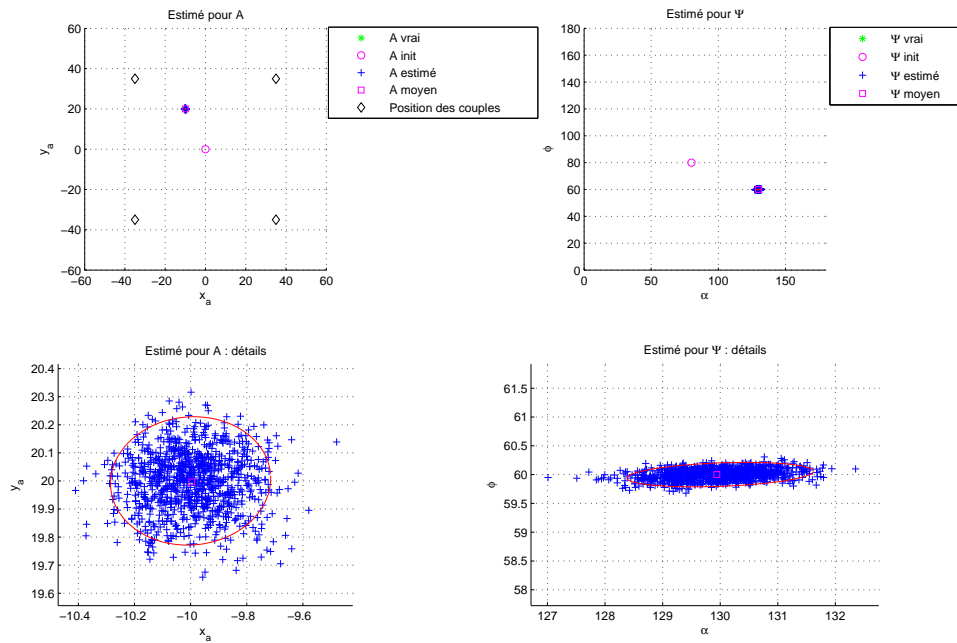 Estimé pour A
60
40
20
0
−20
−40
−60
y_a
−60 −40 −20 0 20 40 60
x_a
A vrai
A init
A estimé
A moyen
Position des couples
Estimé pour Ψ
180
160
140
120
100
80
60
40
20
0
ϕ
0 50 100 150
α
Ψ vrai
Ψ init
Ψ estimé
Ψ moyen
Estimé pour A : détails
20.4
20.3
20.2
20.1
20
19.9
19.8
19.7
19.6
y_a
−10.4 −10.2 −10 −9.8 −9.6
x_a
Estimé pour Ψ : détails
61.5
61
60.5
60
59.5
59
58.5
58
ϕ
127 128 129 130 131 132
α